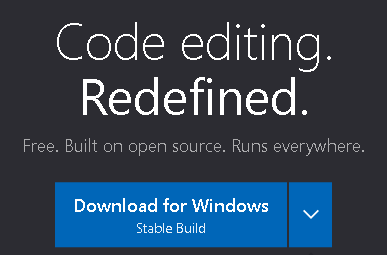 Code editing.
Redefined.
Free. Built on open source. Runs everywhere.
Download for Windows
Stable Build